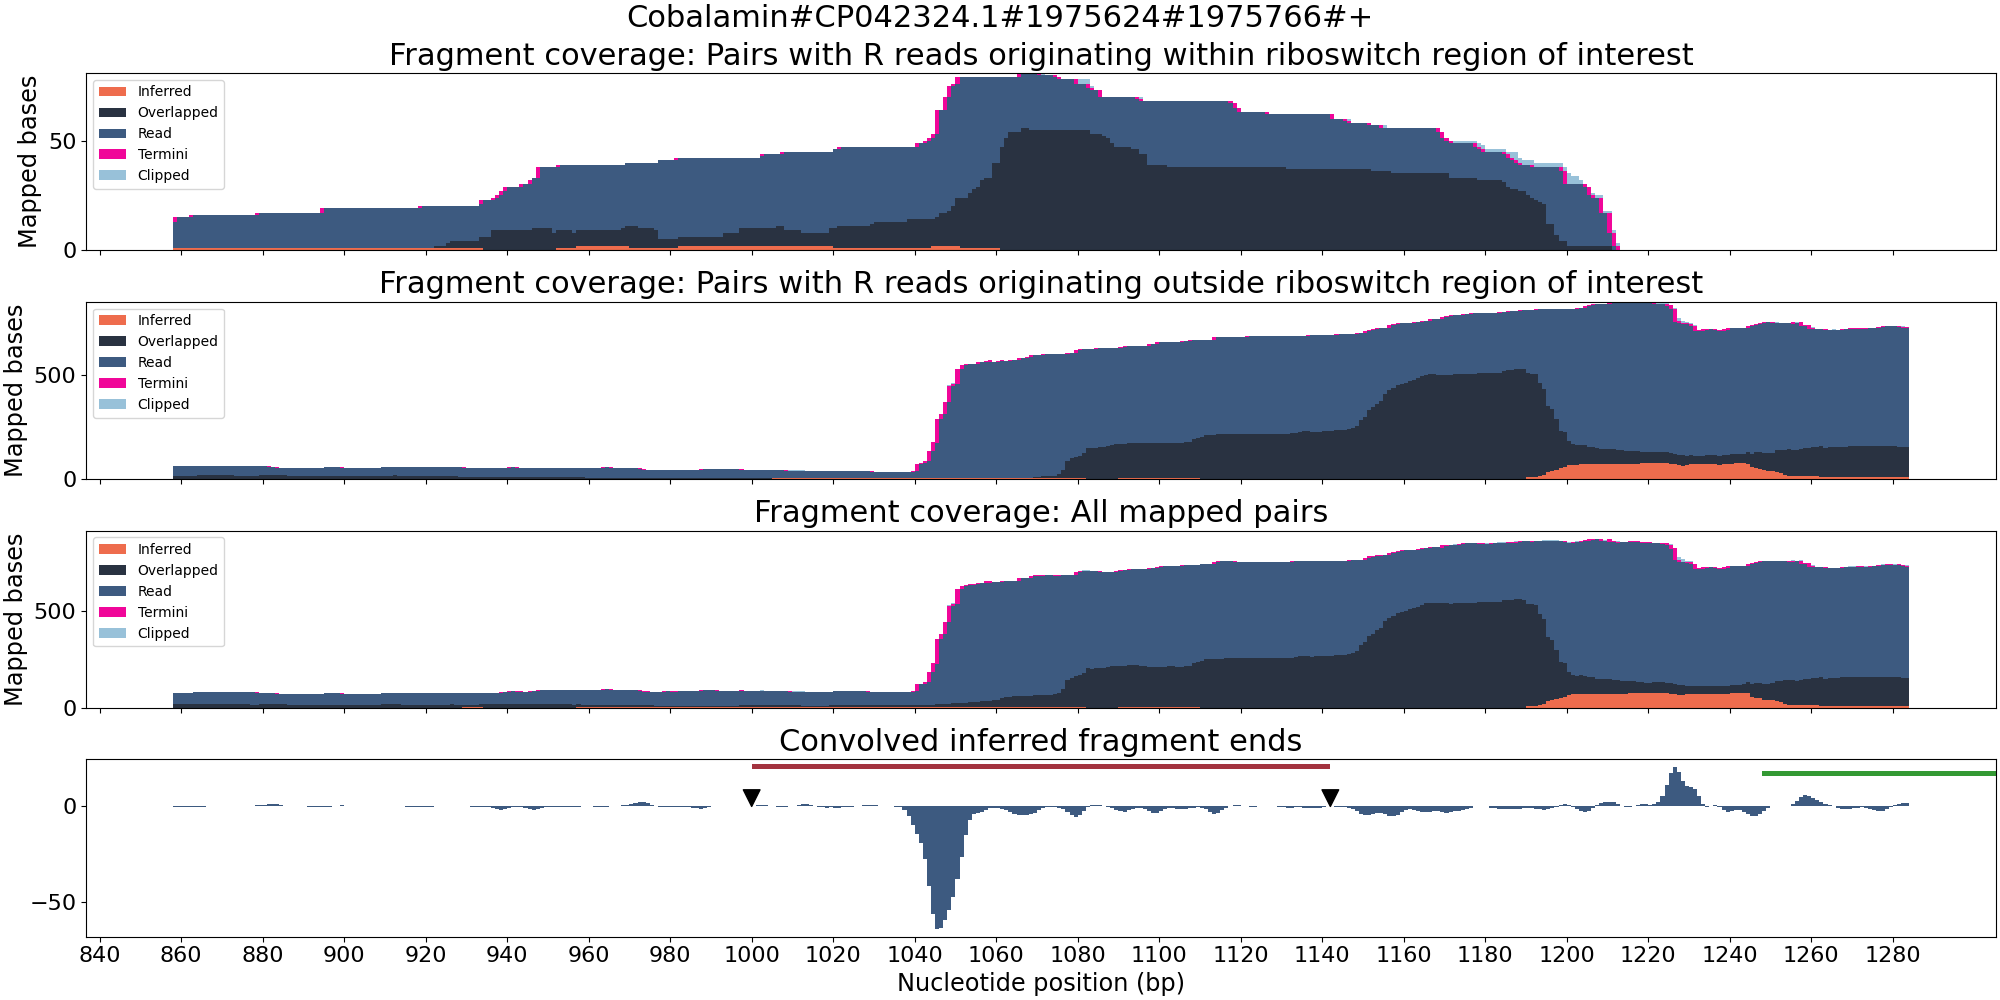 Cobalamin#CP042324.1#1975624#1975766#+
Fragment coverage: Pairs with R reads originating within riboswitch region of interest
Mapped bases
50
0
Inferred
Overlapped
Read
Termini
Clipped
Fragment coverage: Pairs with R reads originating outside riboswitch region of interest
Mapped bases
500
0
Inferred
Overlapped
Read
Termini
Clipped
Fragment coverage: All mapped pairs
Mapped bases
500
0
Inferred
Overlapped
Read
Termini
Clipped
Convolved inferred fragment ends
0
−50
840 860 880 900 920 940 960 980 1000 1020 1040 1060 1080 1100 1120 1140 1160 1180 1200 1220 1240 1260 1280
Nucleotide position (bp)